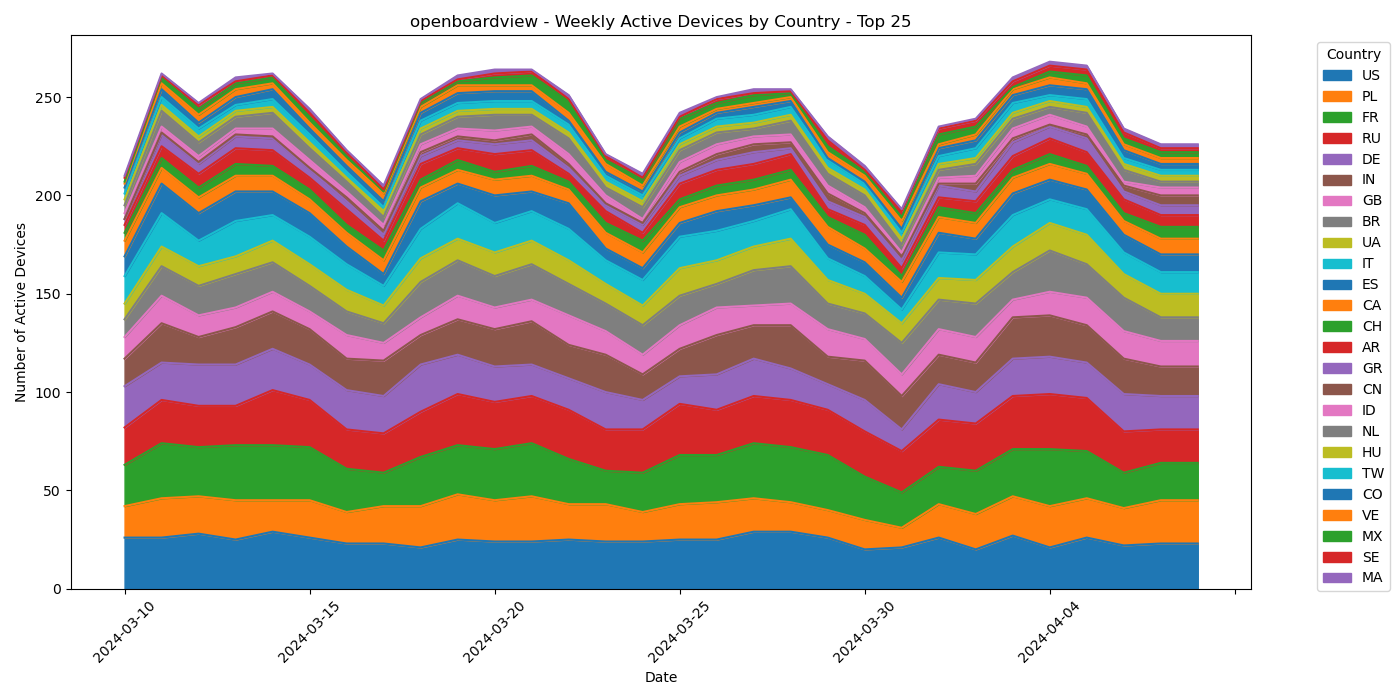 openboardview - Weekly Active Devices by Country - Top 25
Number of Active Devices
250
200
150
100
50
0
2024-03-10
2024-03-15
2024-03-20
2024-03-25
2024-03-30
2024-04-04
Date
Country
US
PL
FR
RU
DE
IN
GB
BR
UA
IT
ES
CA
CH
AR
GR
CN
ID
NL
HU
TW
CO
VE
MX
SE
MA